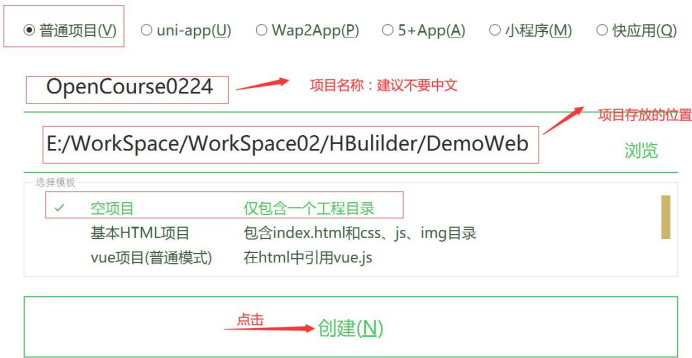 普通项目(V) uni-app(U) Wap2App(P) 5+App(A) 小程序(M) 快应用(Q)
OpenCourse0224 项目名称：建议不要中文
项目存放的位置
E:/WorkSpace/WorkSpace02/HBulilder/DemoWeb 浏览
选择模板
空项目 仅包含一个工程目录
基本HTML项目 包含index.html和css、js、img目录
vue项目(普通模式) 在html中引用vue.js
点击 创建(N)